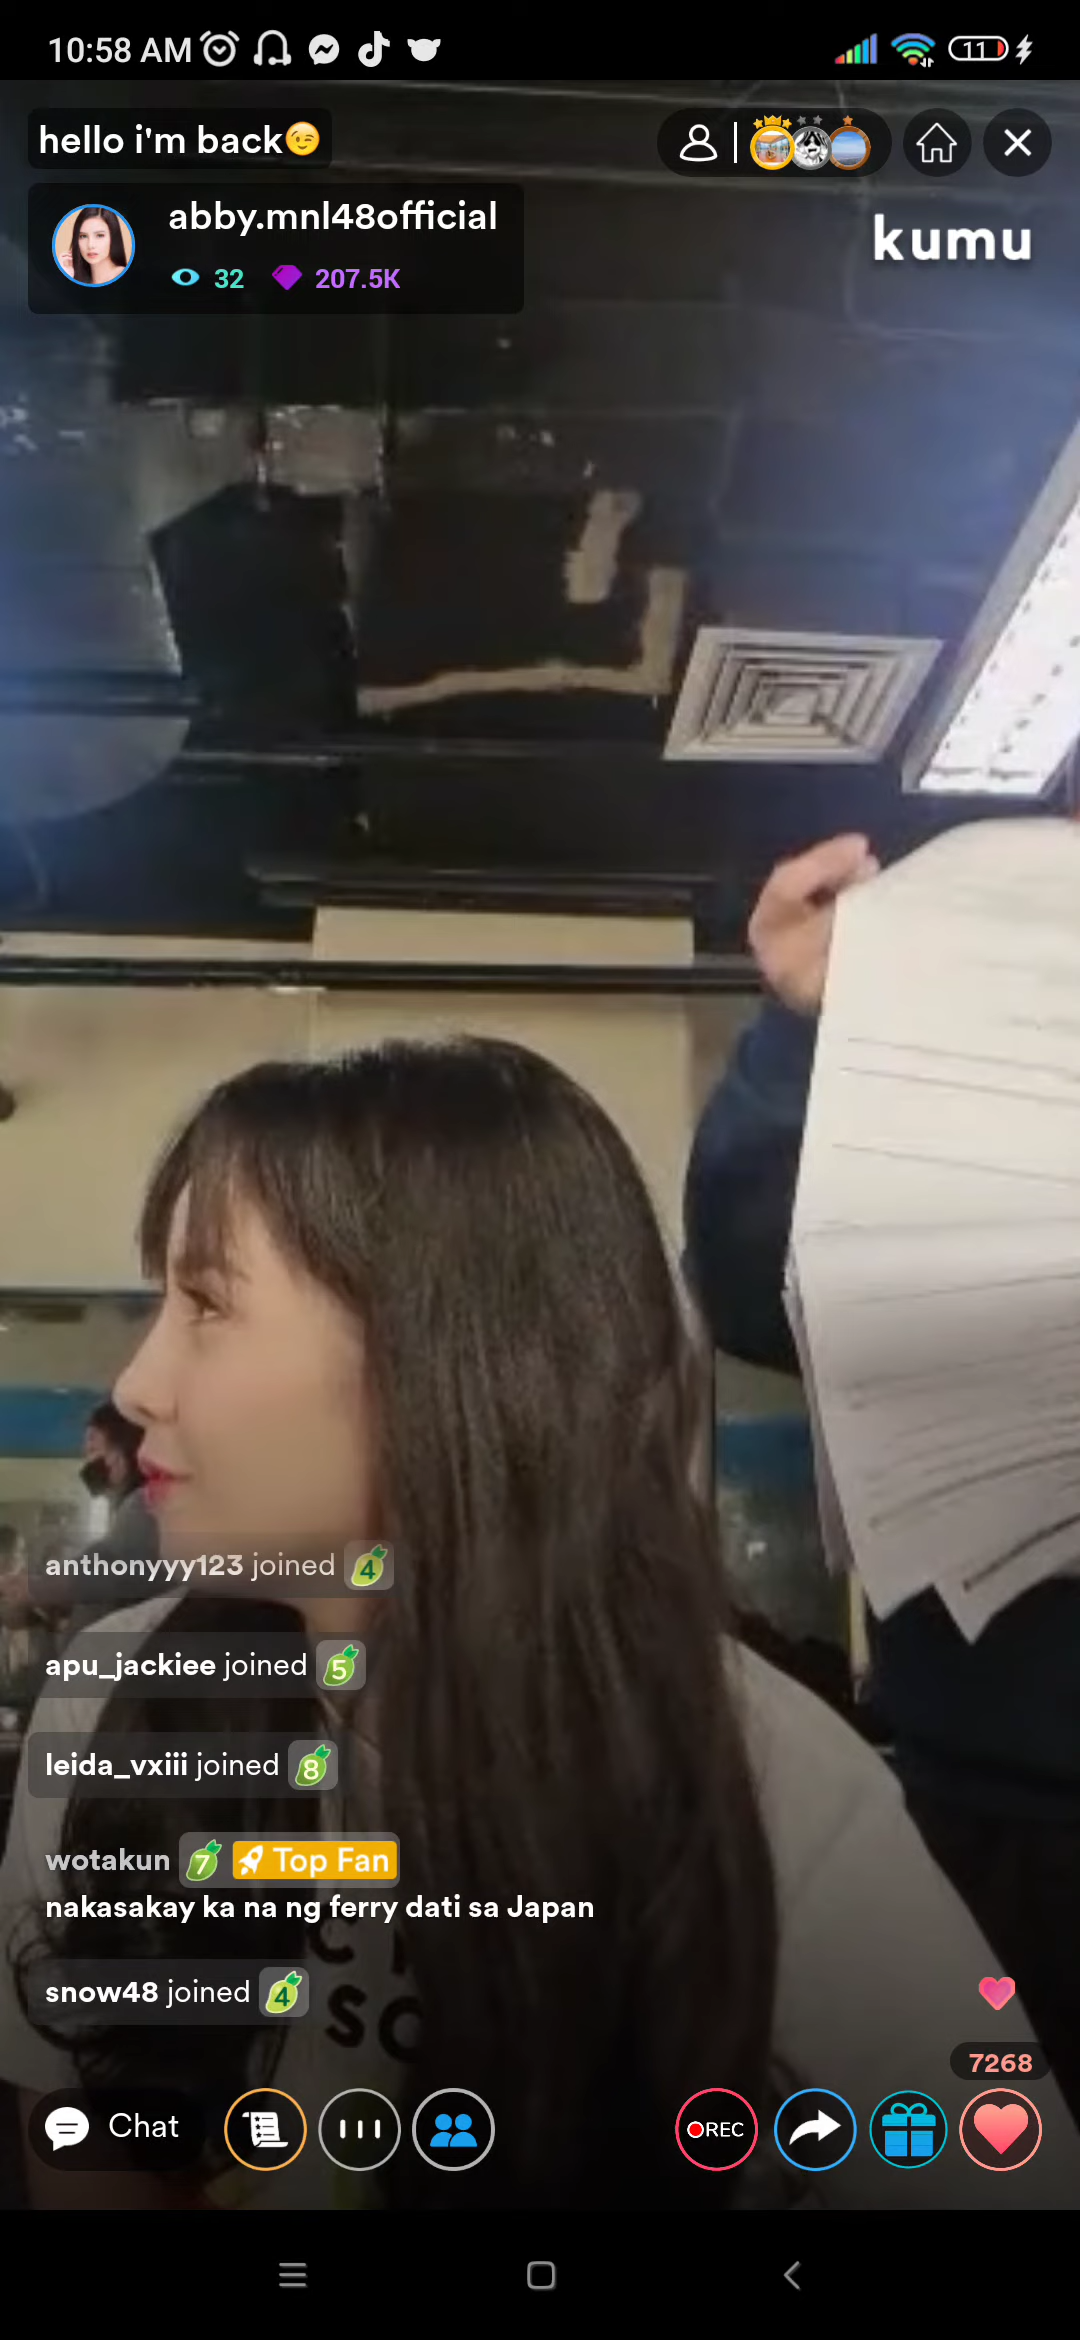 10:58 AM
11
hello i'm back😉
abby.mnl48official
32 207.5K
kumu
anthonyyy123 joined 4
apu_jackiee joined 5
leida_vxiii joined 8
wotakun 7 Top Fan
nakasakay ka na ng ferry dati sa Japan
snow48 joined 4
SO
7268
Chat
REC